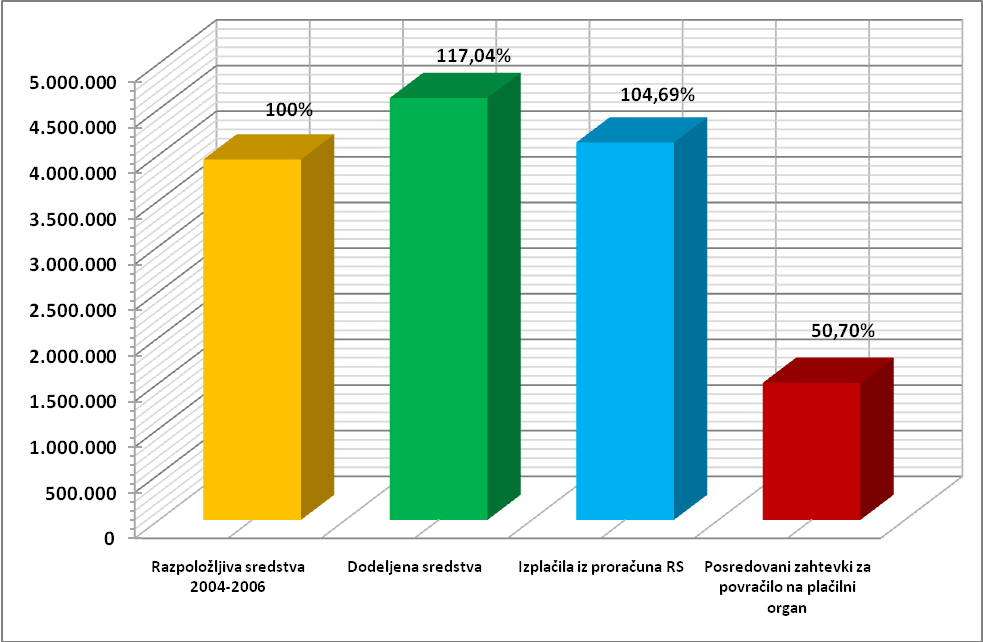 117,04%
100%
104,69%
50,70%
5.000.000
4.500.000
4.000.000
3.500.000
3.000.000
2.500.000
2.000.000
1.500.000
1.000.000
500.000
0
Razpoložljiva sredstva
2004-2006
Dodeljena sredstva
Izplačila iz proračuna RS
Posredovani zahtevki za
povračilo na plačilni
organ